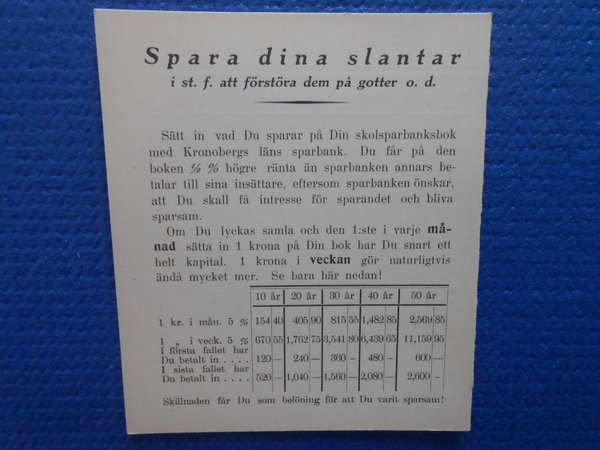 Spara dina slantar
i st. f. att förstöra dem på gotter o. d.
Sätt in vad Du sparar på Din skolsparbanksbok
med Kronobergs läns sparbank. Du får på den
boken ½ % högre ränta än sparbanken annars be-
talar till sina insättare, eftersom sparbanken önskar,
att Du skall få intresse för sparandet och bliva
sparsam.
Om Du lyckas samla och den 1:ste i varje må-
nad sätta in 1 krona på Din bok har Du snart ett
helt kapital. 1 krona i veckan gör naturligtvis
ändå mycket mer. Se bara här nedan!
10 år 20 år 30 år 40 år 50 år
1 kr. i mån. 5 % 154 40 405 90 815 55 1,482 85 2,569 85
1 „ i veck. 5 % 670 55 1,762 75 3,541 80 6,439 65 11,159 95
I första fallet har
Du betalt in . . . . 120 — 240 — 360 - 480 — 600 —
I sista fallet har
Du betalt in . . . . 520 — 1,040 — 1,560 — 2,080 — 2,600 -
Skillnaden får Du som belöning för att Du varit sparsam!